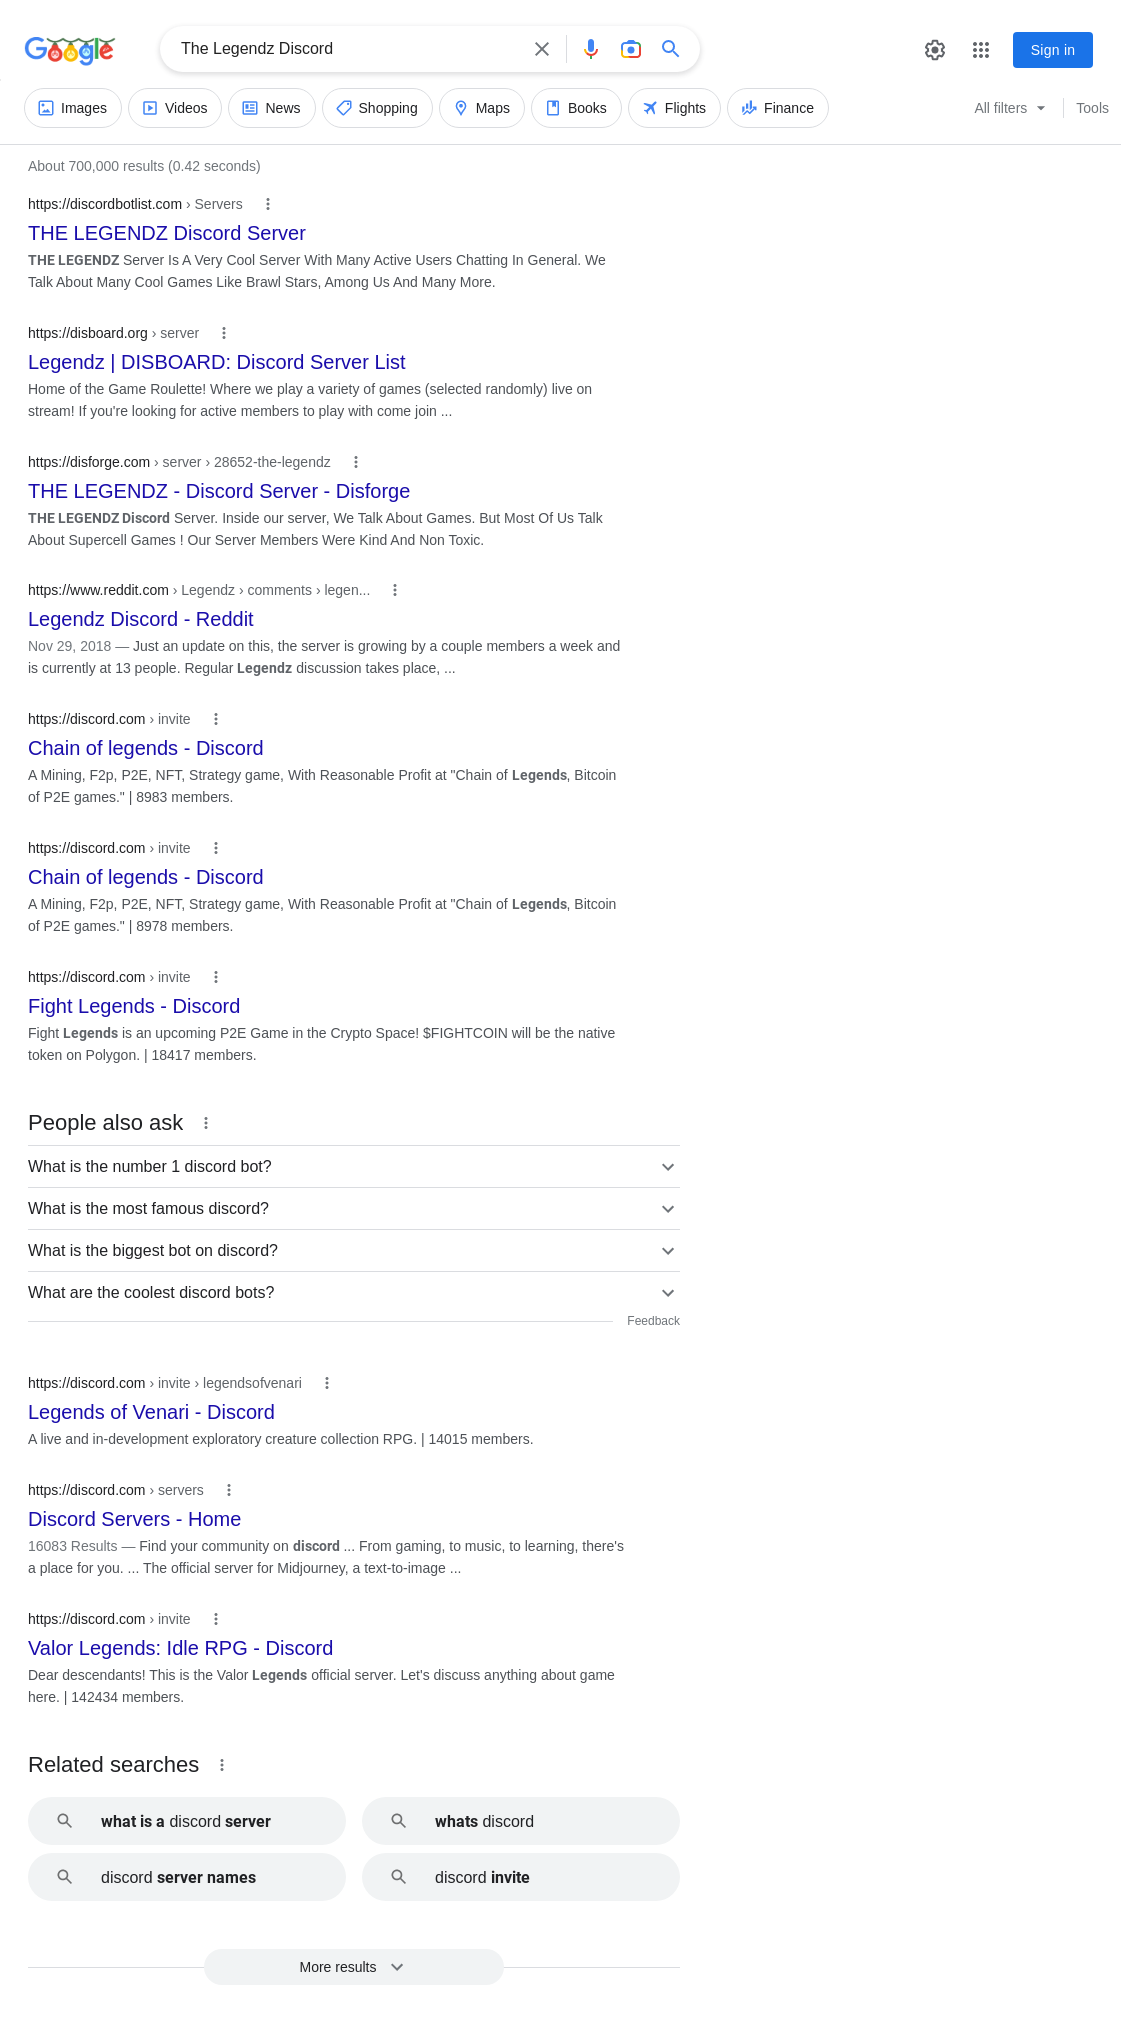 Google
The Legendz Discord
Sign in
Images
Videos
News
Shopping
Maps
Books
Flights
Finance
All filters
Tools
About 700,000 results (0.42 seconds)
https://discordbotlist.com › Servers
THE LEGENDZ Discord Server
THE LEGENDZ Server Is A Very Cool Server With Many Active Users Chatting In General. We
Talk About Many Cool Games Like Brawl Stars, Among Us And Many More.
https://disboard.org › server
Legendz | DISBOARD: Discord Server List
Home of the Game Roulette! Where we play a variety of games (selected randomly) live on
stream! If you're looking for active members to play with come join ...
https://disforge.com › server › 28652-the-legendz
THE LEGENDZ - Discord Server - Disforge
THE LEGENDZ Discord Server. Inside our server, We Talk About Games. But Most Of Us Talk
About Supercell Games ! Our Server Members Were Kind And Non Toxic.
https://www.reddit.com › Legendz › comments › legen...
Legendz Discord - Reddit
Nov 29, 2018 — Just an update on this, the server is growing by a couple members a week and
is currently at 13 people. Regular Legendz discussion takes place, ...
https://discord.com › invite
Chain of legends - Discord
A Mining, F2p, P2E, NFT, Strategy game, With Reasonable Profit at "Chain of Legends, Bitcoin
of P2E games." | 8983 members.
https://discord.com › invite
Chain of legends - Discord
A Mining, F2p, P2E, NFT, Strategy game, With Reasonable Profit at "Chain of Legends, Bitcoin
of P2E games." | 8978 members.
https://discord.com › invite
Fight Legends - Discord
Fight Legends is an upcoming P2E Game in the Crypto Space! $FIGHTCOIN will be the native
token on Polygon. | 18417 members.
People also ask
What is the number 1 discord bot?
What is the most famous discord?
What is the biggest bot on discord?
What are the coolest discord bots?
Feedback
https://discord.com › invite › legendsofvenari
Legends of Venari - Discord
A live and in-development exploratory creature collection RPG. | 14015 members.
https://discord.com › servers
Discord Servers - Home
16083 Results — Find your community on discord ... From gaming, to music, to learning, there's
a place for you. ... The official server for Midjourney, a text-to-image ...
https://discord.com › invite
Valor Legends: Idle RPG - Discord
Dear descendants! This is the Valor Legends official server. Let's discuss anything about game
here. | 142434 members.
Related searches
what is a discord server
whats discord
discord server names
discord invite
More results